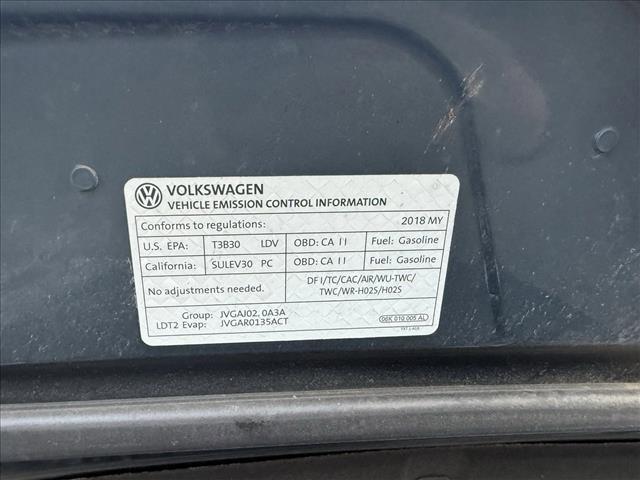 VOLKSWAGEN
VEHICLE EMISSION CONTROL INFORMATION
Conforms to regulations: 2018 MY
U.S. EPA: T3B30 LDV OBD: CA II Fuel: Gasoline
California: SULEV30 PC OBD: CA II Fuel: Gasoline
No adjustments needed.
DFI/TC/CAC/AIR/WU-TWC/
TWC/WR-HO2S/HO2S
Group: JVGAJ02.0A3A
LDT2 Evap: JVGAR0135ACT
06K 010 005 AL